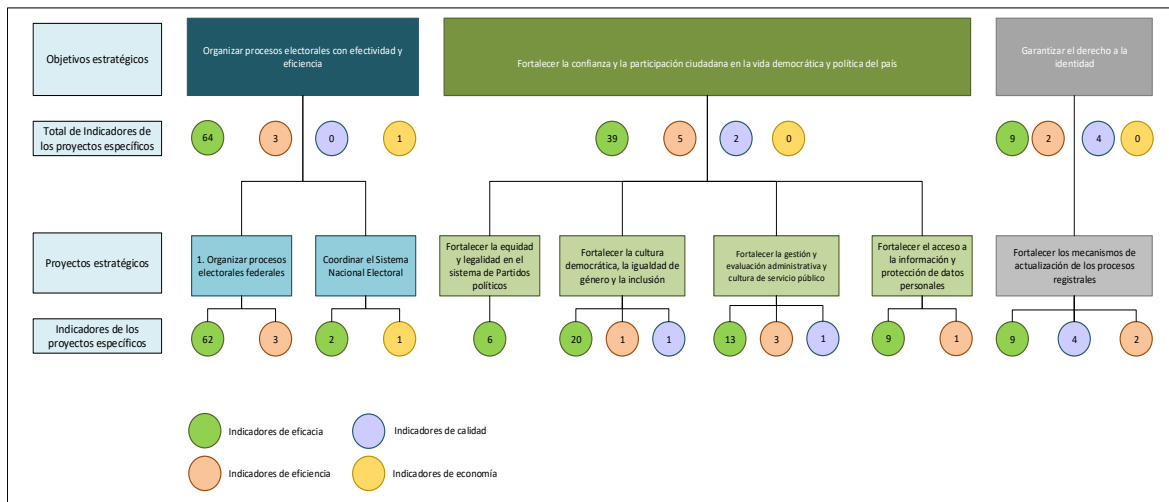 Objetivos estratégicos
Organizar procesos electorales con efectividad y
eficiencia
Fortalecer la confianza y la participación ciudadana en la vida democrática y política del país
Garantizar el derecho a la
identidad
Total de Indicadores de
los proyectos específicos
64
3
0
1
39
5
2
0
9
2
4
0
Proyectos estratégicos
1. Organizar procesos
electorales federales
Coordinar el Sistema
Nacional Electoral
Fortalecer la equidad
y legalidad en el
sistema de Partidos
políticos
Fortalecer la cultura
democrática, la igualdad de
género y la inclusión
Fortalecer la gestión y
evaluación administrativa y
cultura de servicio público
Fortalecer el acceso a
la información y
protección de datos
personales
Fortalecer los mecanismos de
actualización de los procesos
registrales
Indicadores de los
proyectos específicos
62
3
2
1
6
20
1
1
13
3
1
9
1
9
4
2
Indicadores de eficacia
Indicadores de calidad
Indicadores de eficiencia
Indicadores de economía